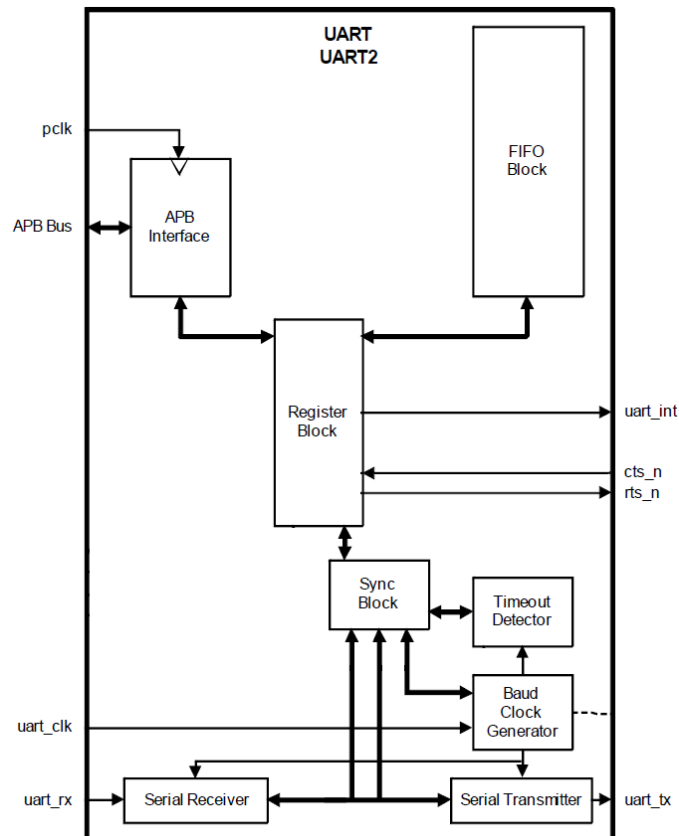 UART
UART2
pclk
FIFO
Block
APB Bus
APB
Interface
Register
Block
uart_int
cts_n
rts_n
Sync
Block
Timeout
Detector
Baud
Clock
Generator
uart_clk
uart_rx
Serial Receiver
Serial Transmitter
uart_tx